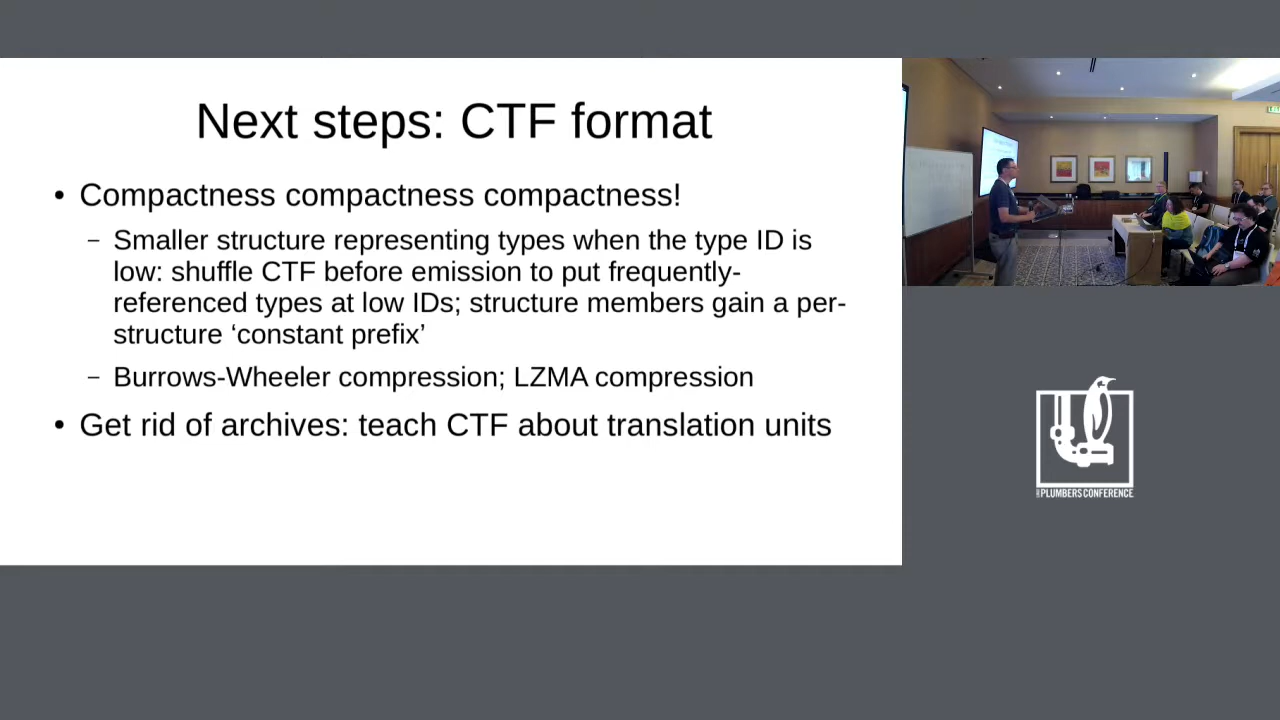 Next steps: CTF format
• Compactness compactness compactness!
– Smaller structure representing types when the type ID is
low: shuffle CTF before emission to put frequently-
referenced types at low IDs; structure members gain a per-
structure ‘constant prefix’
– Burrows-Wheeler compression; LZMA compression
• Get rid of archives: teach CTF about translation units
PLUMBERS CONFERENCE